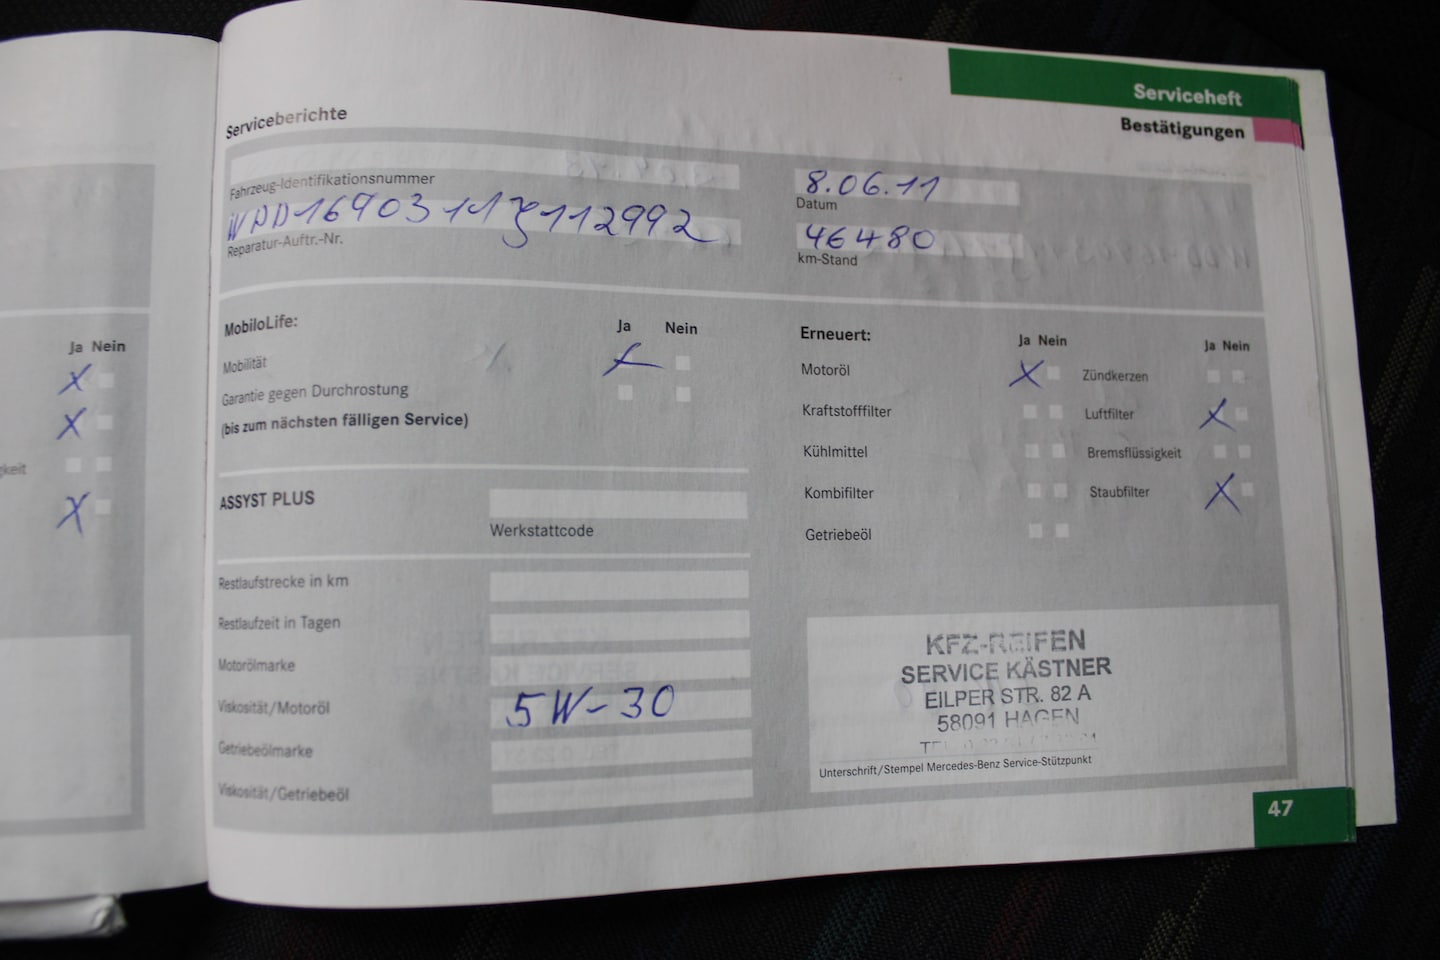 Serviceheft
Bestätigungen
Serviceberichte
Fahrzeug-Identifikationsnummer
WDD1690311J112992
Reparatur-Auftr.-Nr.
8.06.11
Datum
46480
km-Stand
Ja Nein
keit
MobiloLife:
Ja Nein
Mobilität
Garantie gegen Durchrostung
(bis zum nächsten fälligen Service)
ASSYST PLUS
Werkstattcode
Restlaufstrecke in km
Restlaufzeit in Tagen
Motorölmarke
Viskosität/Motoröl 5W-30
Getriebeölmarke
Viskosität/Getriebeöl
Erneuert: Ja Nein Ja Nein
Motoröl X Zündkerzen
Kraftstofffilter Luftfilter X
Kühlmittel Bremsflüssigkeit
Kombifilter Staubfilter X
Getriebeöl
KFZ-REIFEN
SERVICE KÄSTNER
EILPER STR. 82 A
58091 HAGEN
Unterschrift/Stempel Mercedes-Benz Service-Stützpunkt
47